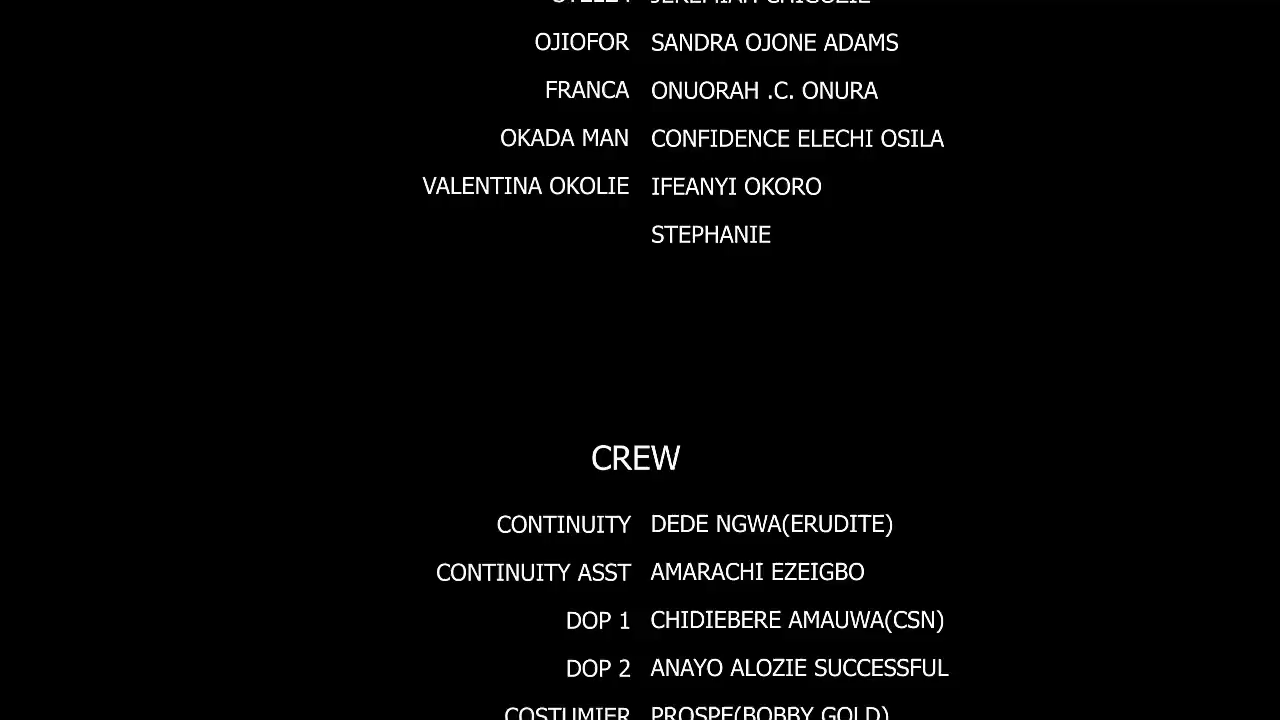 JEREMIAH CHIGOZIE
OJIOFOR SANDRA OJONE ADAMS
FRANCA ONUORAH .C. ONURA
OKADA MAN CONFIDENCE ELECHI OSILA
VALENTINA OKOLIE IFEANYI OKORO
STEPHANIE
CREW
CONTINUITY DEDE NGWA(ERUDITE)
CONTINUITY ASST AMARACHI EZEIGBO
DOP 1 CHIDIEBERE AMAUWA(CSN)
DOP 2 ANAYO ALOZIE SUCCESSFUL
COSTUMIER PROSPE(BOBBY GOLD)